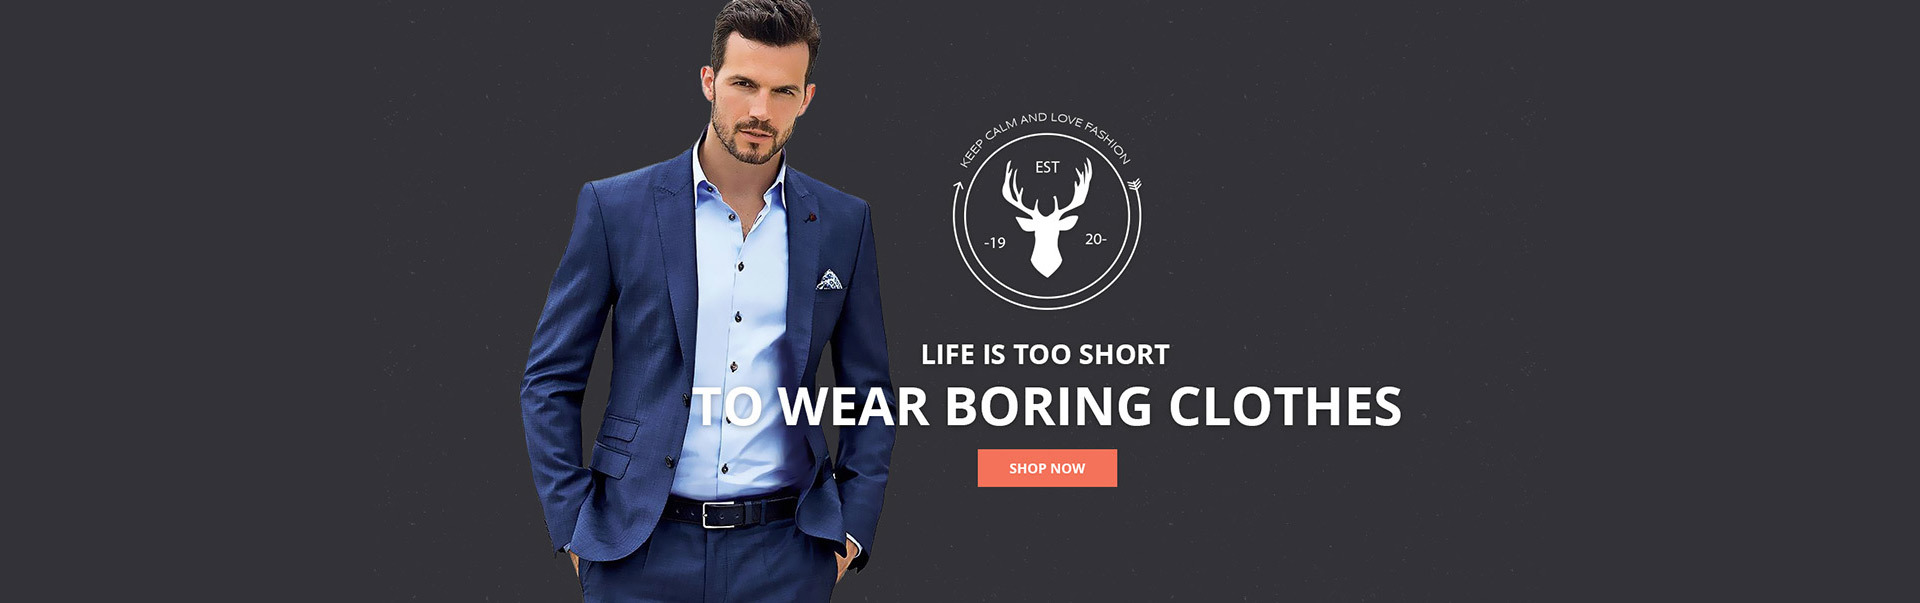 KEEP CALM AND LOVE FASHION
EST
-19 20-
LIFE IS TOO SHORT
TO WEAR BORING CLOTHES
SHOP NOW